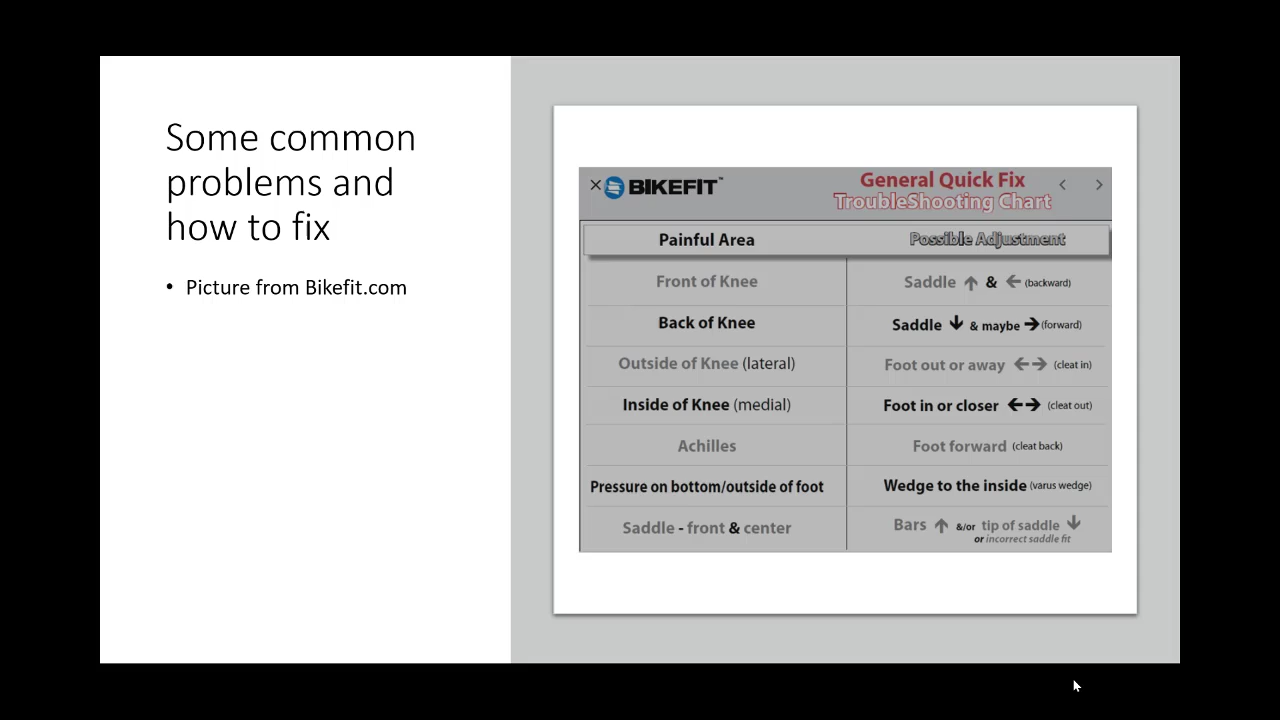 Some common
problems and
how to fix
• Picture from Bikefit.com
BIKEFIT™
General Quick Fix
TroubleShooting Chart
Painful Area Possible Adjustment
Front of Knee Saddle ↑ & ← (backward)
Back of Knee Saddle ↓ & maybe → (forward)
Outside of Knee (lateral) Foot out or away ←→ (cleat in)
Inside of Knee (medial) Foot in or closer ←→ (cleat out)
Achilles Foot forward (cleat back)
Pressure on bottom/outside of foot Wedge to the inside (varus wedge)
Saddle - front & center Bars ↑ &/or tip of saddle ↓
or incorrect saddle fit